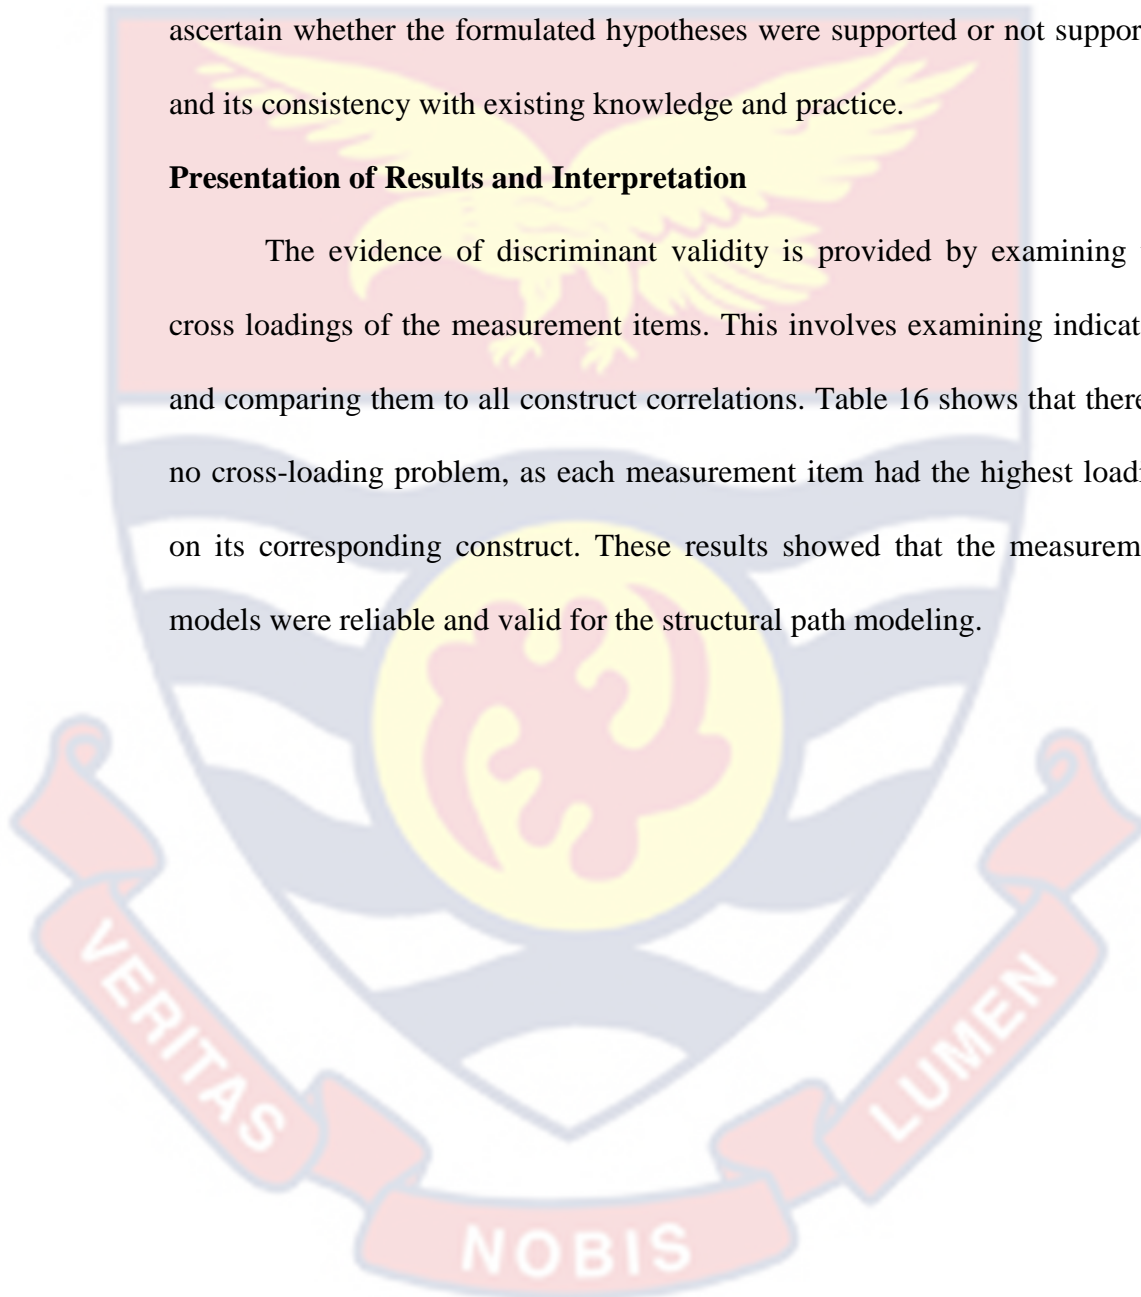 ascertain whether the formulated hypotheses were supported or not
and its consistency with existing knowledge and practice.
Presentation of Results and Interpretation
The evidence of discriminant validity is provided by examining
cross loadings of the measurement items. This involves examining
and comparing them to all construct correlations. Table 16 shows that there
no cross-loading problem, as each measurement item had the highest
on its corresponding construct. These results showed that the
models were reliable and valid for the structural path modeling.
VERITAS
NOBIS
LUMEN